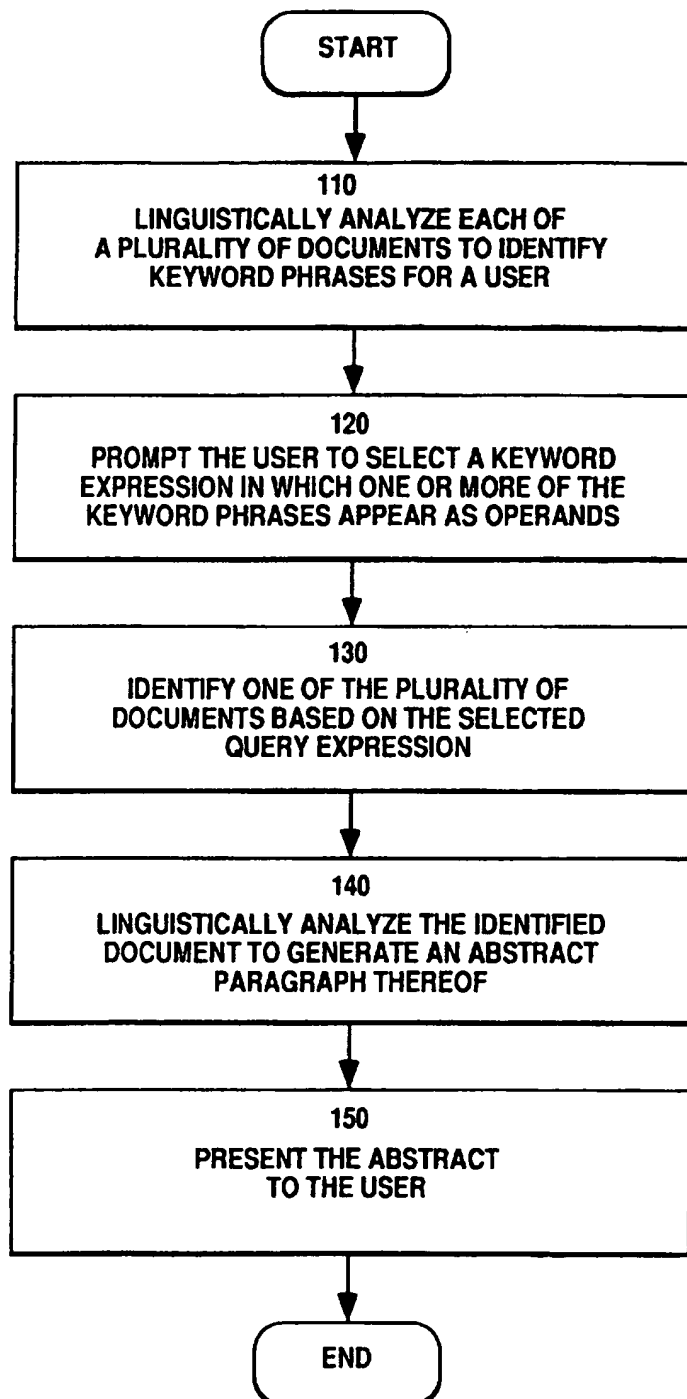 START
110
LINGUISTICALLY ANALYZE EACH OF
A PLURALITY OF DOCUMENTS TO IDENTIFY
KEYWORD PHRASES FOR A USER
120
PROMPT THE USER TO SELECT A KEYWORD
EXPRESSION IN WHICH ONE OR MORE OF THE
KEYWORD PHRASES APPEAR AS OPERANDS
130
IDENTIFY ONE OF THE PLURALITY OF
DOCUMENTS BASED ON THE SELECTED
QUERY EXPRESSION
140
LINGUISTICALLY ANALYZE THE IDENTIFIED
DOCUMENT TO GENERATE AN ABSTRACT
PARAGRAPH THEREOF
150
PRESENT THE ABSTRACT
TO THE USER
END